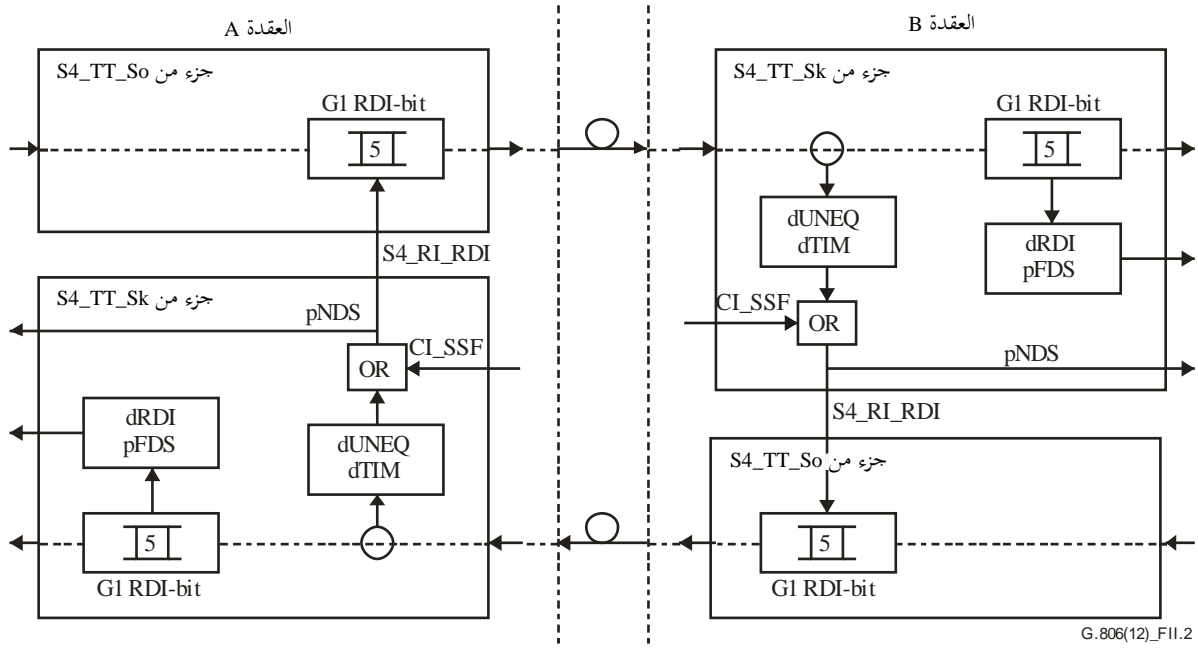 العقدة A
جزء من S4_TT_So
G1 RDI-bit
5
S4_RI_RDI
جزء من S4_TT_Sk
pNDS
OR
CI_SSF
dRDI
pFDS
dUNEQ
dTIM
5
G1 RDI-bit
العقدة B
جزء من S4_TT_Sk
G1 RDI-bit
5
dUNEQ
dTIM
dRDI
pFDS
CI_SSF
OR
pNDS
S4_RI_RDI
جزء من S4_TT_So
5
G1 RDI-bit
G.806(12)_FII.2